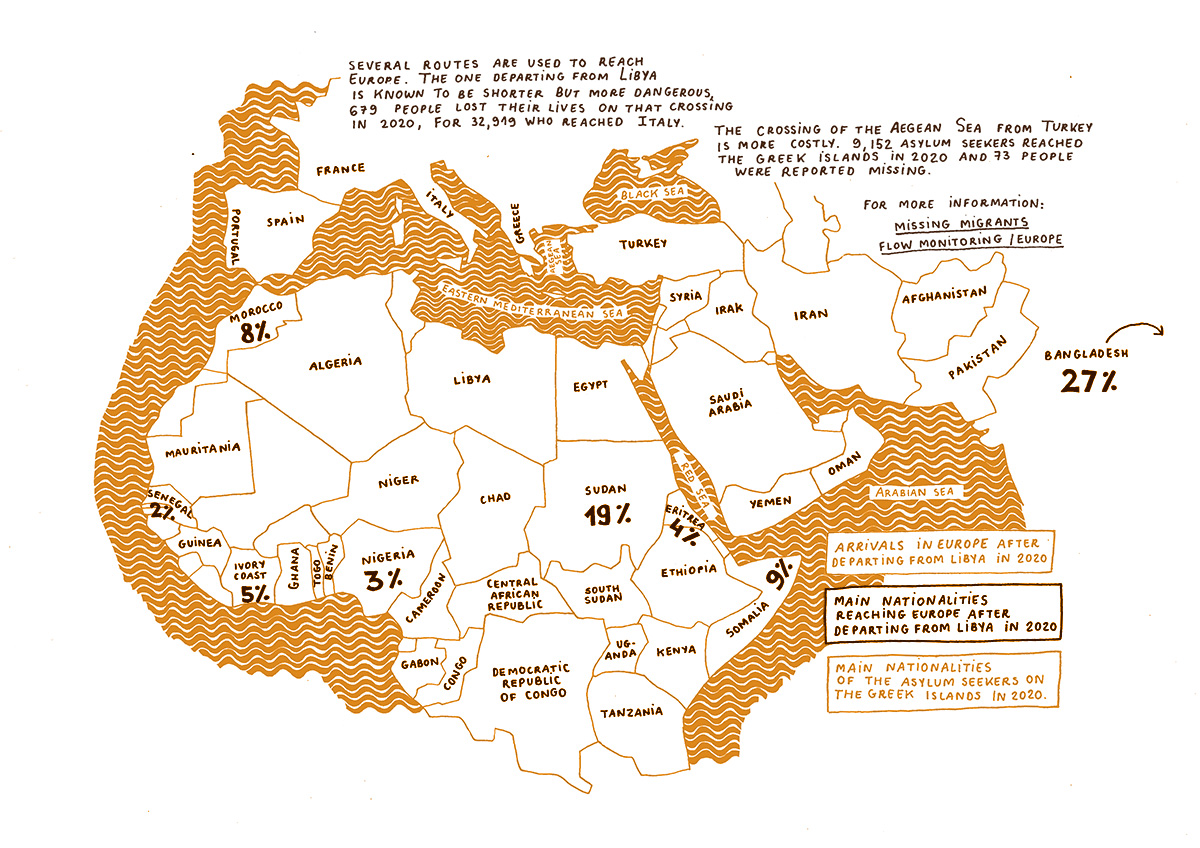 SEVERAL ROUTES ARE USED TO REACH
EUROPE. THE ONE DEPARTING FROM LIBYA
IS KNOWN TO BE SHORTER BUT MORE DANGEROUS,
679 PEOPLE LOST THEIR LIVES ON THAT CROSSING
IN 2020, FOR 32,919 WHO REACHED ITALY.
THE CROSSING OF THE AEGEAN SEA FROM TURKEY
IS MORE COSTLY. 9,152 ASYLUM SEEKERS REACHED
THE GREEK ISLANDS IN 2020 AND 73 PEOPLE
WERE REPORTED MISSING.
FOR MORE INFORMATION:
MISSING MIGRANTS
FLOW MONITORING / EUROPE
FRANCE
ITALY
BLACK SEA
PORTUGAL
SPAIN
GREECE
AEGEAN
SEA
TURKEY
EASTERN MEDITERRANEAN SEA
SYRIA
IRAK
IRAN
AFGHANISTAN
PAKISTAN
BANGLADESH
27%
MOROCCO
8%
ALGERIA
LIBYA
EGYPT
SAUDI
ARABIA
MAURITANIA
NIGER
CHAD
SUDAN
19%
RED SEA
OMAN
YEMEN
ARABIAN SEA
SENEGAL
2%
GUINEA
IVORY
COAST
5%
GHANA
TOGO
BENIN
NIGERIA
3%
CAMEROON
CENTRAL
AFRICAN
REPUBLIC
SOUTH
SUDAN
ERITREA
4%
ETHIOPIA
SOMALIA
9%
GABON
CONGO
DEMOCRATIC
REPUBLIC
OF CONGO
UG-
ANDA
KENYA
TANZANIA
ARRIVALS IN EUROPE AFTER
DEPARTING FROM LIBYA IN 2020
MAIN NATIONALITIES
REACHING EUROPE AFTER
DEPARTING FROM LIBYA IN 2020
MAIN NATIONALITIES
OF THE ASYLUM SEEKERS ON
THE GREEK ISLANDS IN 2020.